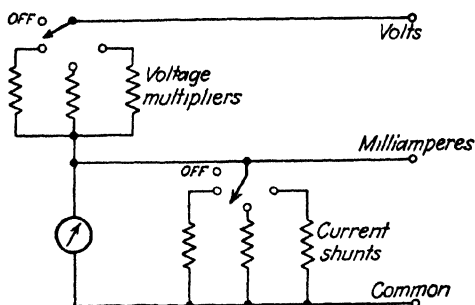 OFF
Volts
Voltage
multipliers
Milliamperes
OFF
Current
shunts
Common